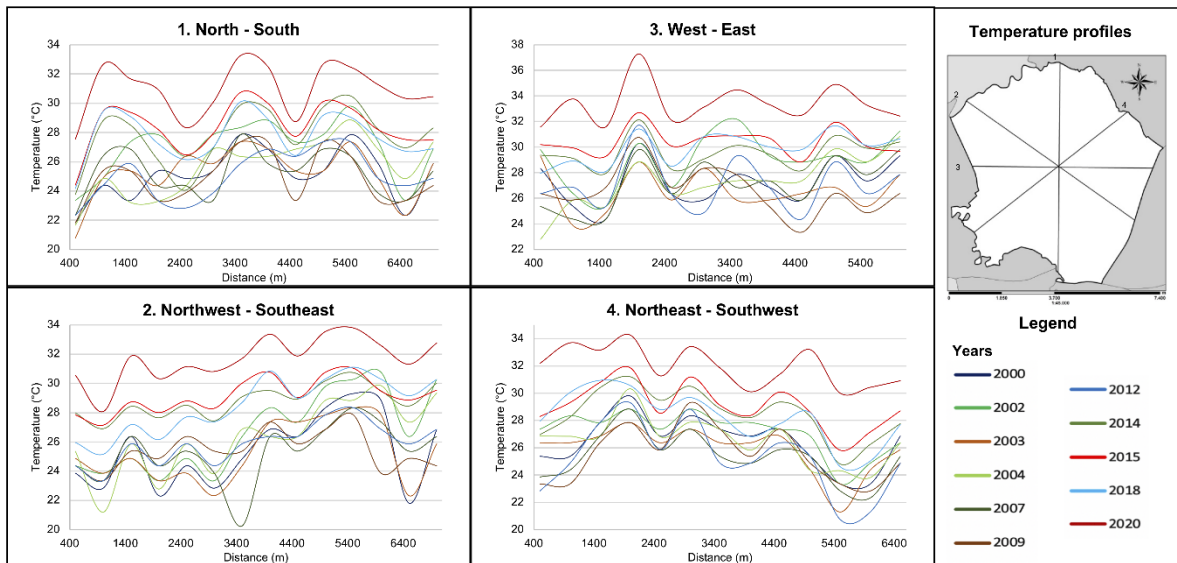 1. North - South
Temperature (°C)
34
32
30
28
26
24
22
20
400 1400 2400 3400 4400 5400 6400
Distance (m)
3. West - East
Temperature (°C)
38
36
34
32
30
28
26
24
22
400 1400 2400 3400 4400 5400
Distance (m)
2. Northwest - Southeast
Temperature (°C)
34
32
30
28
26
24
22
20
400 1400 2400 3400 4400 5400 6400
Distance (m)
4. Northeast - Southwest
Temperature (°C)
34
32
30
28
26
24
22
20
400 1400 2400 3400 4400 5400 6400
Distance (m)
Temperature profiles
1
2
4
3
0 3.700 7.400
Legend
Years
2000
2002
2003
2004
2007
2009
2012
2014
2015
2018
2020